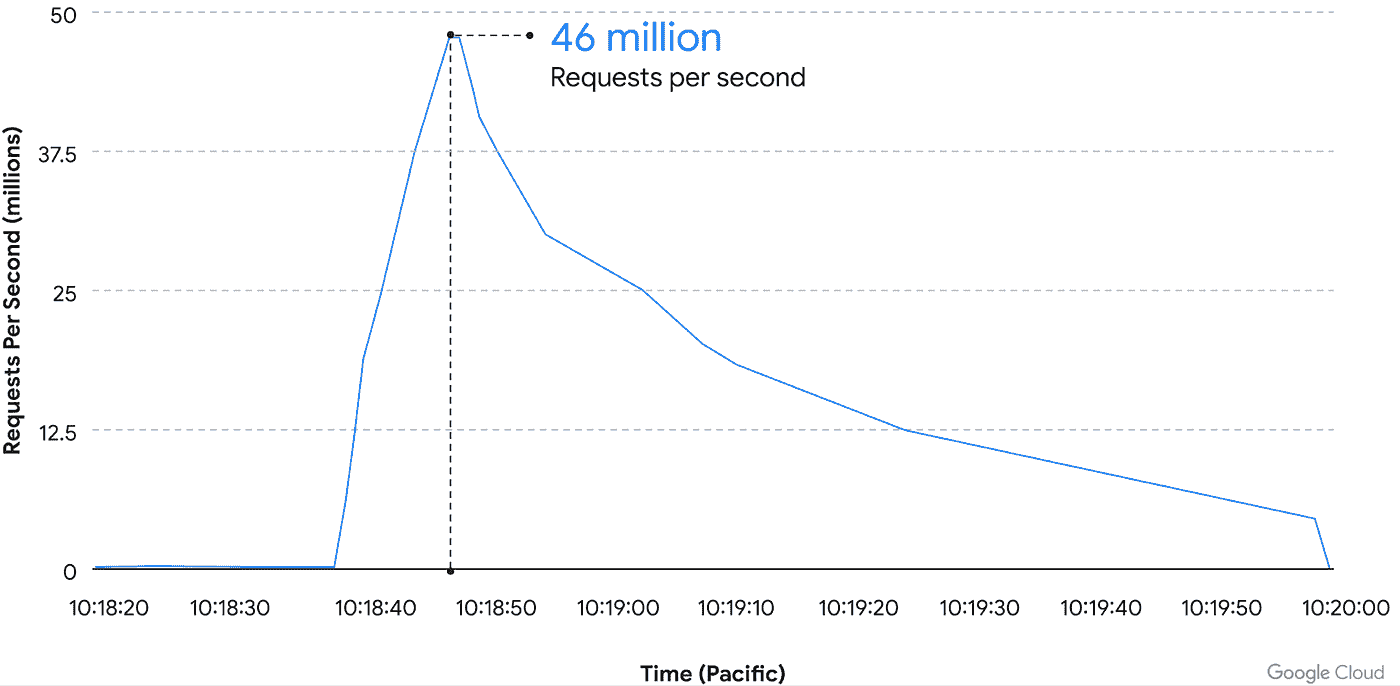 50
46 million
Requests per second
37.5
25
12.5
0
Requests Per Second (millions)
10:18:20 10:18:30 10:18:40 10:18:50 10:19:00 10:19:10 10:19:20 10:19:30 10:19:40 10:19:50 10:20:00
Time (Pacific)
Google Cloud